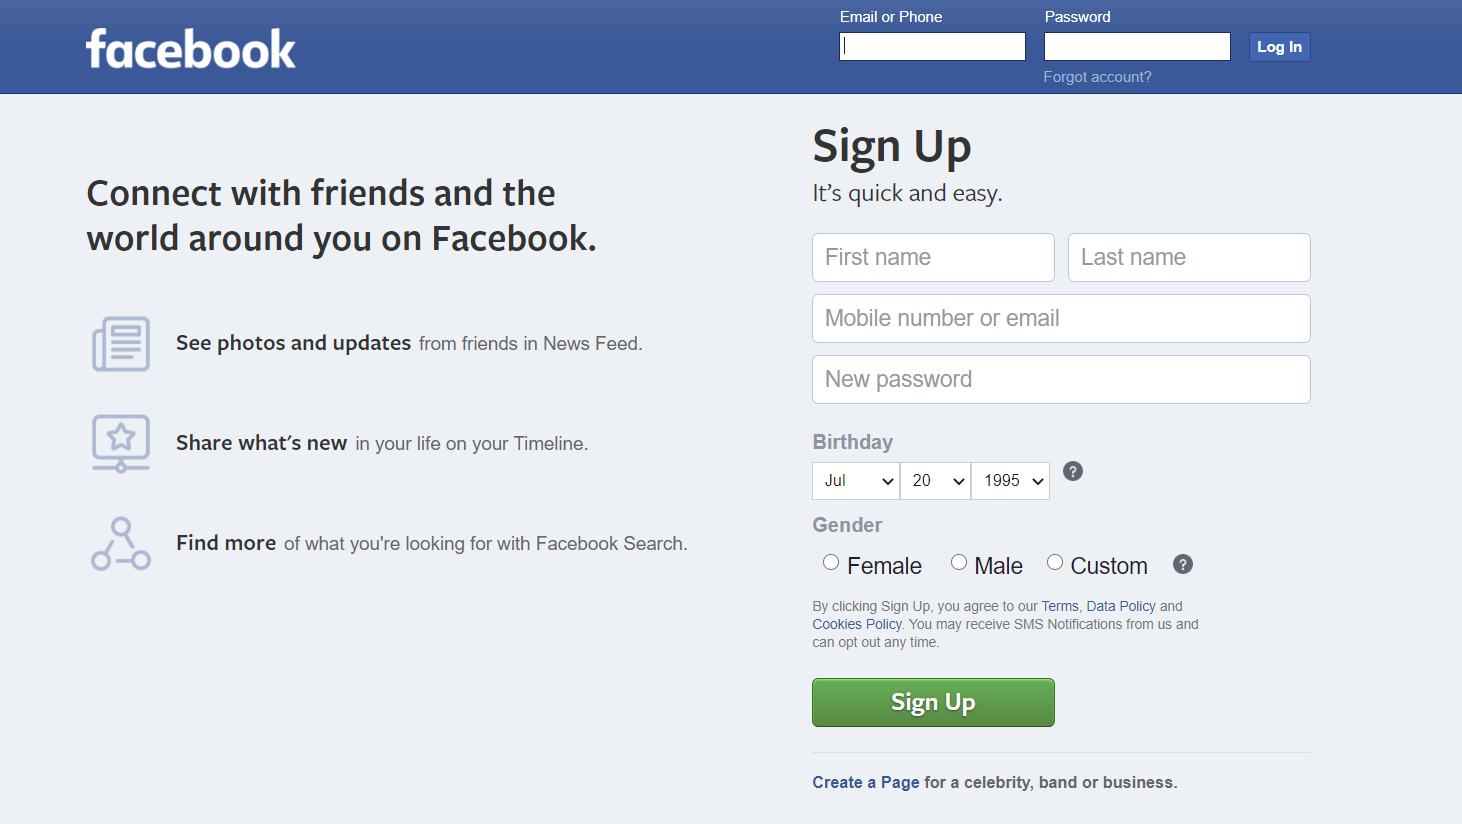 facebook
Email or Phone
Password
Log In
Forgot account?
Connect with friends and the
world around you on Facebook.
See photos and updates from friends in News Feed.
Share what's new in your life on your Timeline.
Find more of what you're looking for with Facebook Search.
Sign Up
It's quick and easy.
First name
Last name
Mobile number or email
New password
Birthday
Jul
20
1995
?
Gender
Female
Male
Custom
?
By clicking Sign Up, you agree to our Terms, Data Policy and
Cookies Policy. You may receive SMS Notifications from us and
can opt out any time.
Sign Up
Create a Page for a celebrity, band or business.